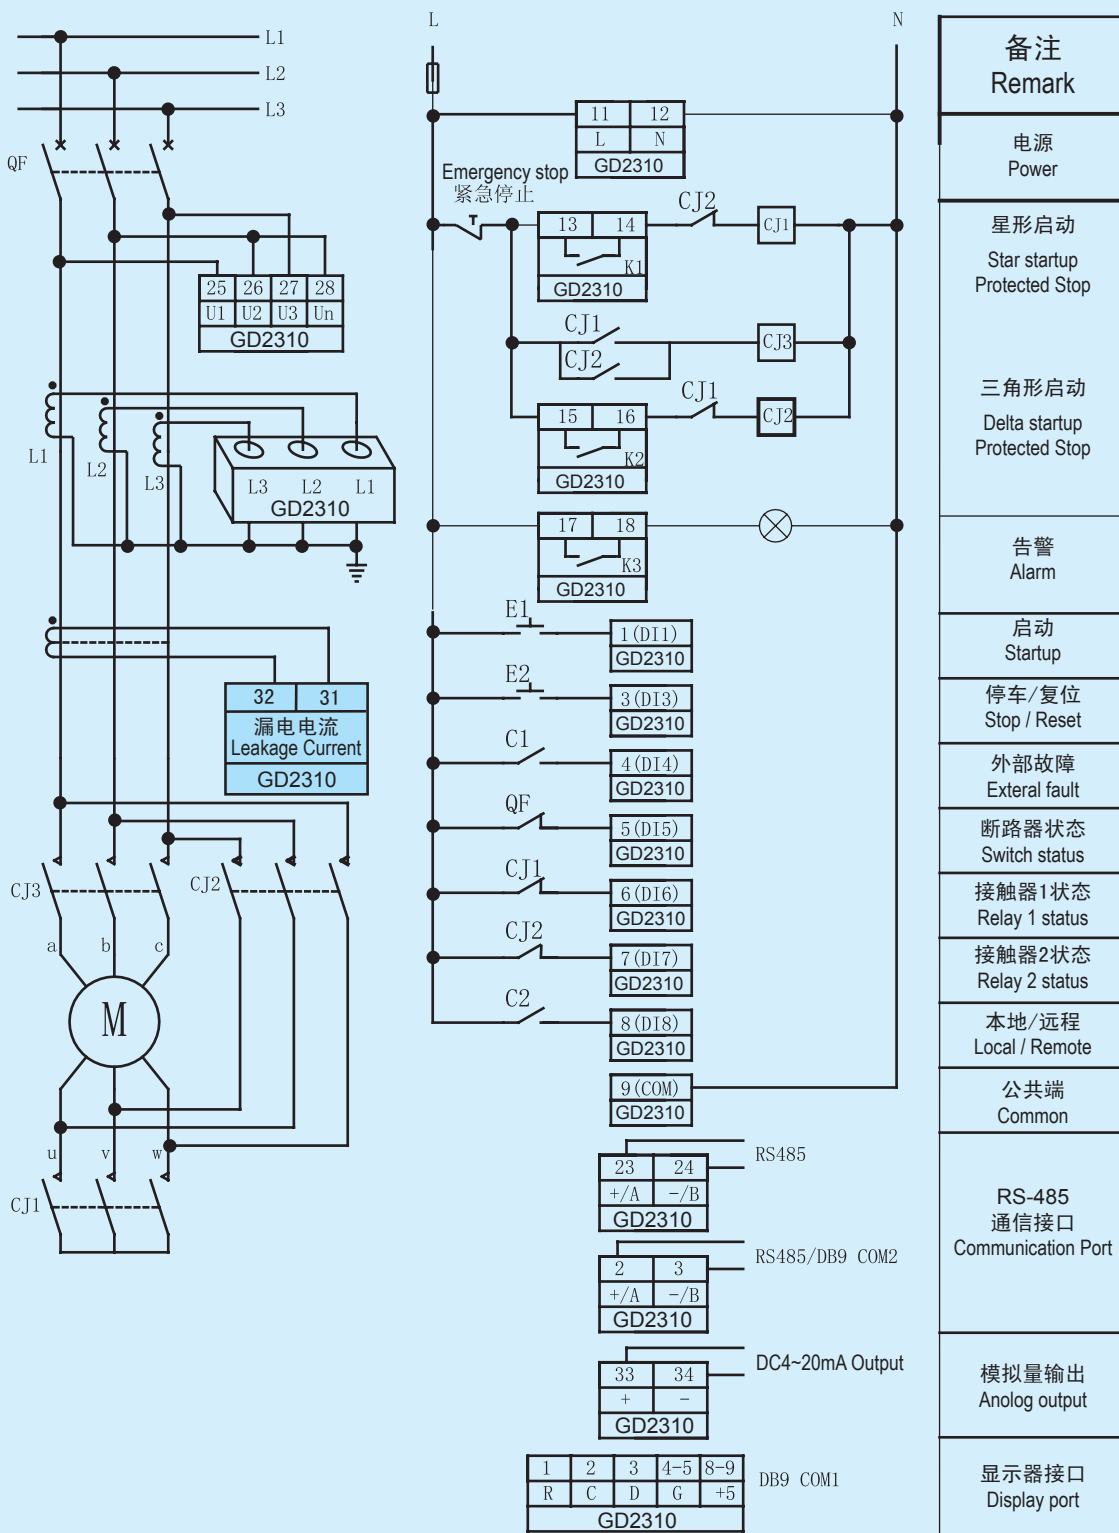 L1
L2
L3
QF
25 26 27 28
U1 U2 U3 Un
GD2310
L1
L2
L3
L3 L2 L1
GD2310
32 31
漏电电流
Leakage Current
GD2310
CJ3
CJ2
a b c
M
u v w
CJ1
L
N
11 12
L N
GD2310
Emergency stop
紧急停止
13 14
K1
GD2310
CJ2
CJ1
CJ1
CJ2
CJ3
15 16
K2
GD2310
CJ1
CJ2
17 18
K3
GD2310
E1
1(DI1)
GD2310
E2
3(DI3)
GD2310
C1
4(DI4)
GD2310
QF
5(DI5)
GD2310
CJ1
6(DI6)
GD2310
CJ2
7(DI7)
GD2310
C2
8(DI8)
GD2310
9(COM)
GD2310
RS485
23 24
+/A -/B
GD2310
RS485/DB9 COM2
2 3
+/A -/B
GD2310
DC4~20mA Output
33 34
+ -
GD2310
1 2 3 4-5 8-9
R C D G +5
GD2310
DB9 COM1
备注
Remark
电源
Power
星形启动
Star startup
Protected Stop
三角形启动
Delta startup
Protected Stop
告警
Alarm
启动
Startup
停车/复位
Stop / Reset
外部故障
Exteral fault
断路器状态
Switch status
接触器1状态
Relay 1 status
接触器2状态
Relay 2 status
本地/远程
Local / Remote
公共端
Common
RS-485
通信接口
Communication Port
模拟量输出
Anolog output
显示器接口
Display port